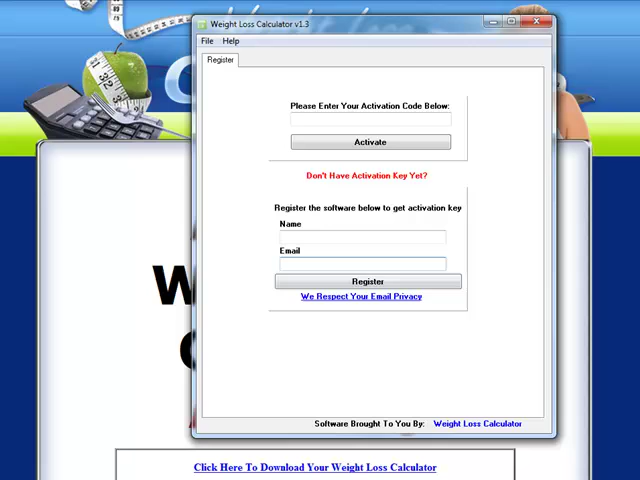 Weight Loss Calculator v1.3
File Help
Register
Please Enter Your Activation Code Below:
Activate
Don't Have Activation Key Yet?
Register the software below to get activation key
Name
Email
Register
We Respect Your Email Privacy
Software Brought To You By: Weight Loss Calculator
Click Here To Download Your Weight Loss Calculator